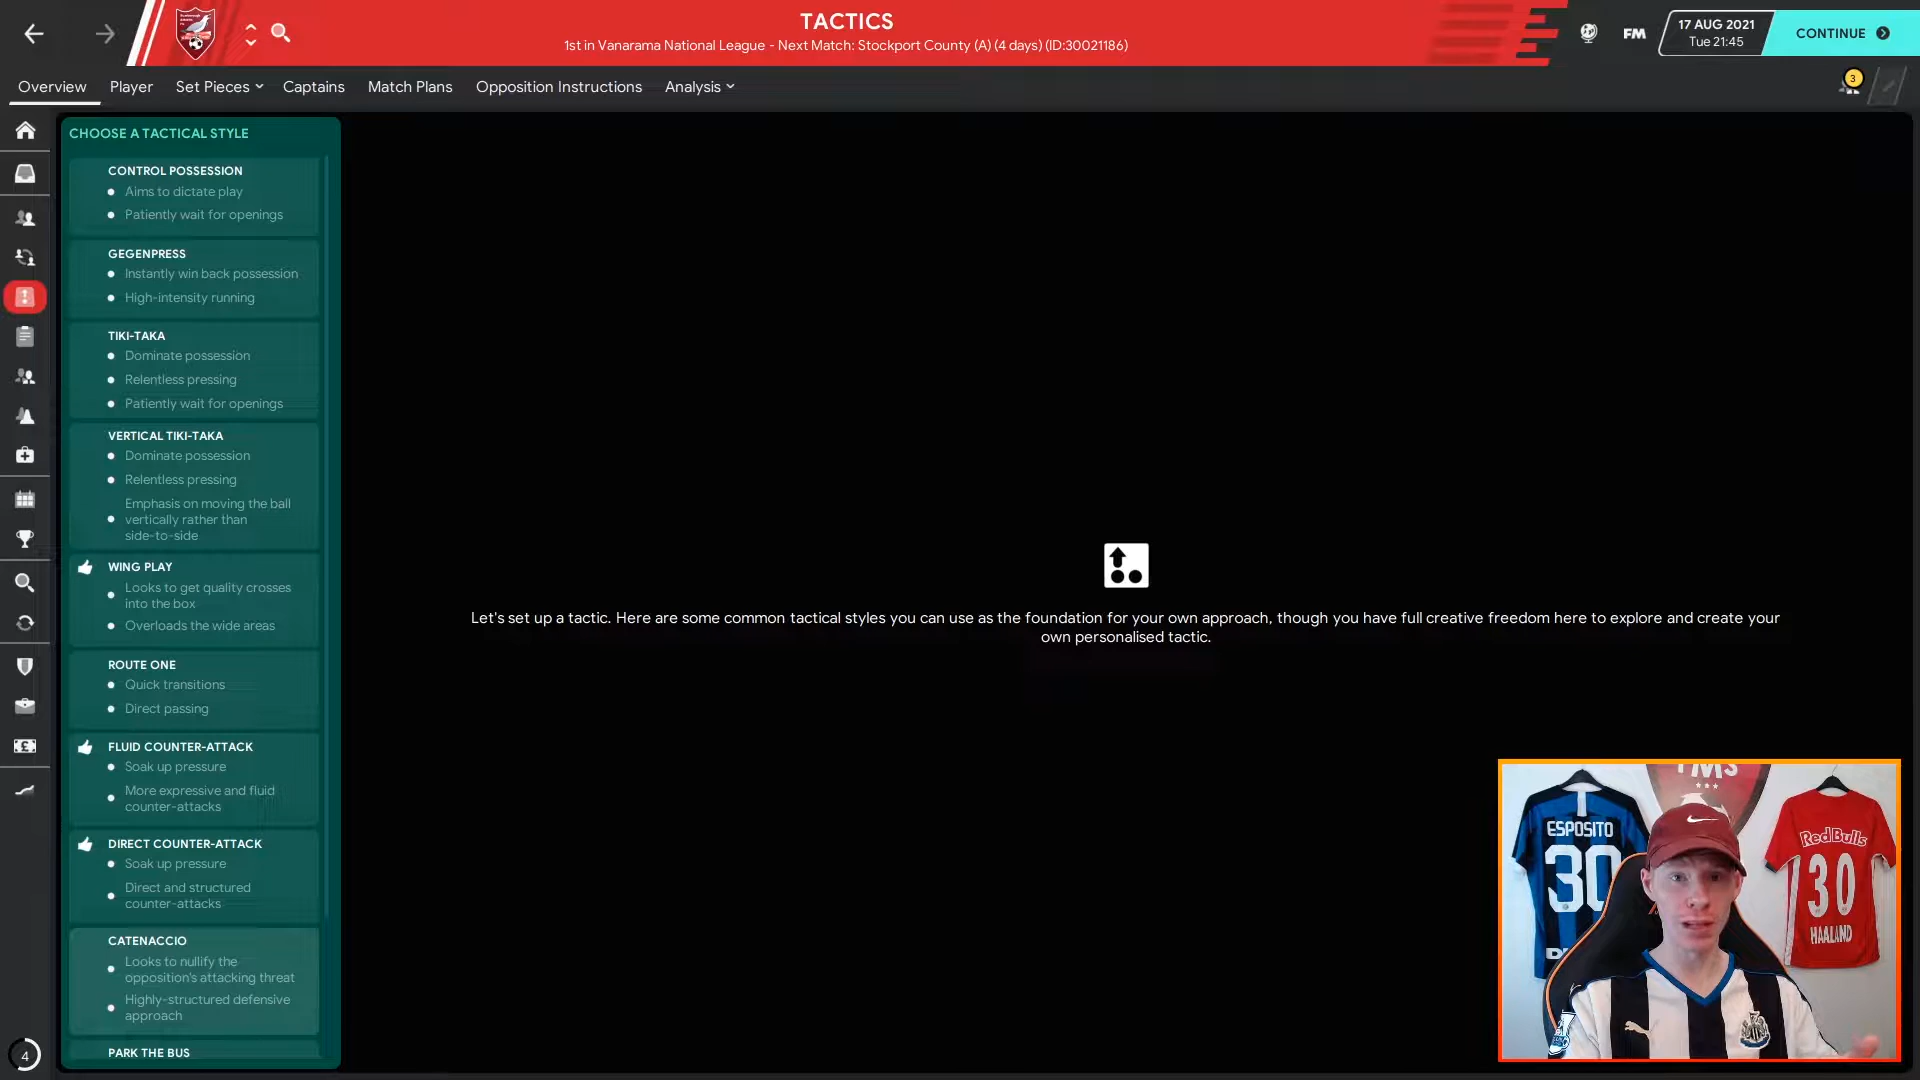 TACTICS
1st in Vanarama National League - Next Match: Stockport County (A) (4 days) (ID:30021186)
FM
17 AUG 2021
Tue 21:45
CONTINUE
Overview
Player
Set Pieces
Captains
Match Plans
Opposition Instructions
Analysis
3
CHOOSE A TACTICAL STYLE
CONTROL POSSESSION
Aims to dictate play
Patiently wait for openings
GEGENPRESS
Instantly win back possession
High-intensity running
TIKI-TAKA
Dominate possession
Relentless pressing
Patiently wait for openings
VERTICAL TIKI-TAKA
Dominate possession
Relentless pressing
Emphasis on moving the ball
vertically rather than
side-to-side
WING PLAY
Looks to get quality crosses
into the box
Overloads the wide areas
ROUTE ONE
Quick transitions
Direct passing
FLUID COUNTER-ATTACK
Soak up pressure
More expressive and fluid
counter-attacks
DIRECT COUNTER-ATTACK
Soak up pressure
Direct and structured
counter-attacks
CATENACCIO
Looks to nullify the
opposition's attacking threat
Highly-structured defensive
approach
PARK THE BUS
4
Let's set up a tactic. Here are some common tactical styles you can use as the foundation for your own approach, though you have full creative freedom here to explore and create your
own personalised tactic.
ESPOSITO
30
RedBulls
30
HAALAND